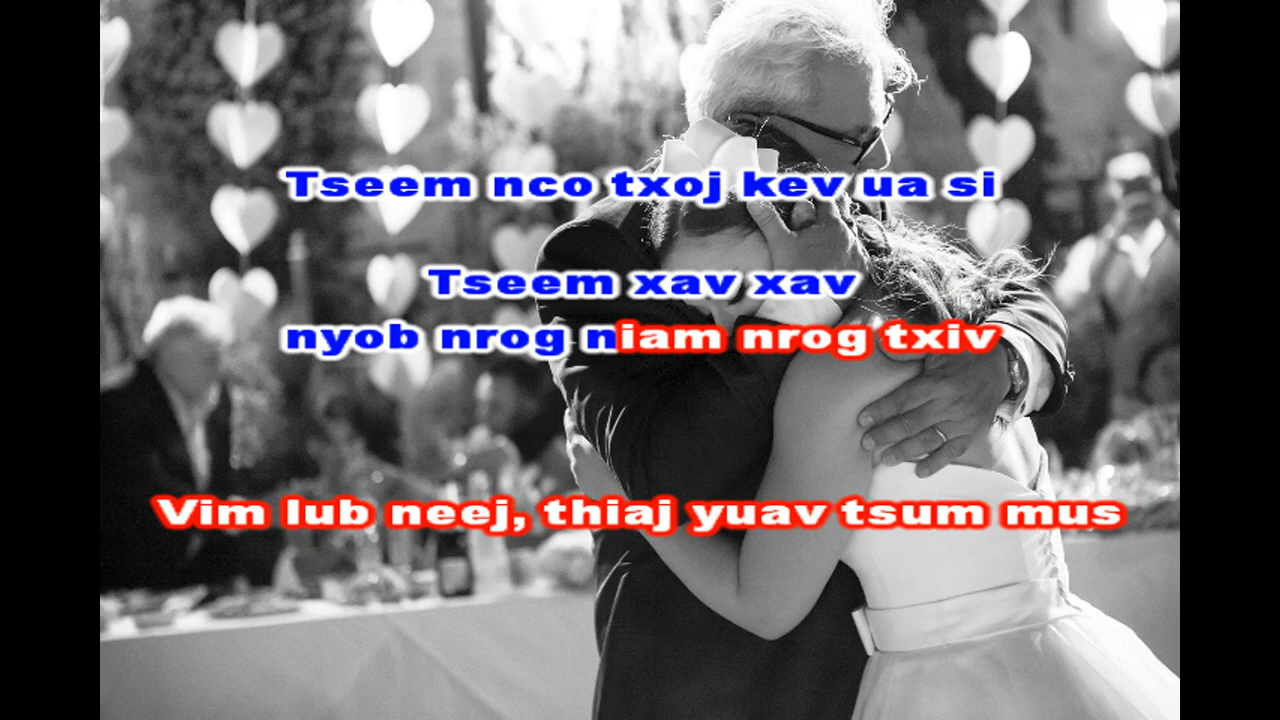 Tseem nco txoj kev ua si
Tseem xav xav
nyob nrog niam nrog txiv
Vim lub neej, thiaj yuav tsum mus